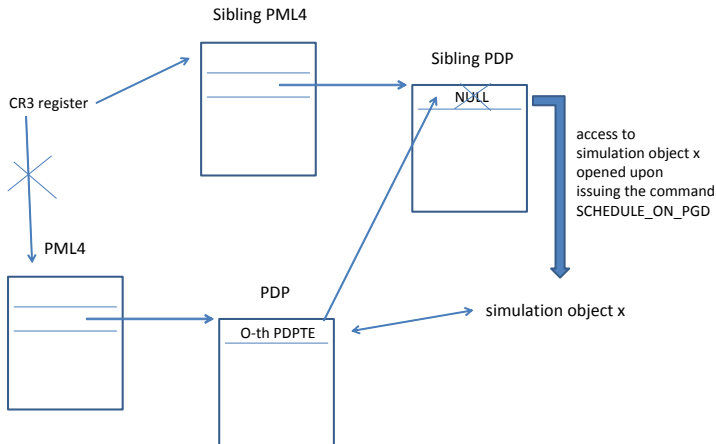 Sibling PML4
Sibling PDP
CR3 register
NULL
access to
simulation object x
opened upon
issuing the command
SCHEDULE_ON_PGD
PML4
PDP
simulation object x
O-th PDPTE